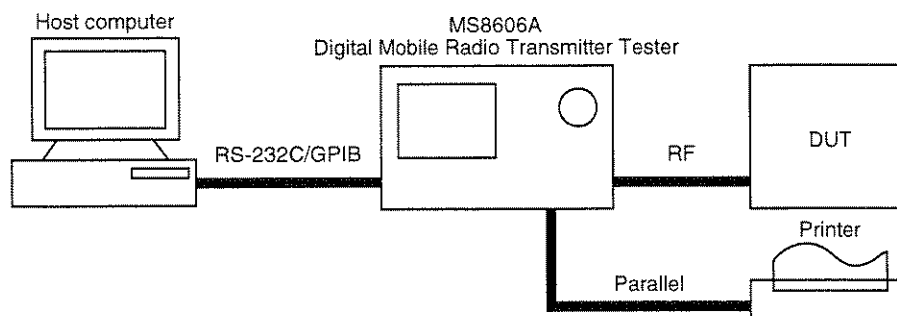 Host computer
MS8606A
Digital Mobile Radio Transmitter Tester
RS-232C/GPIB
RF
DUT
Printer
Parallel